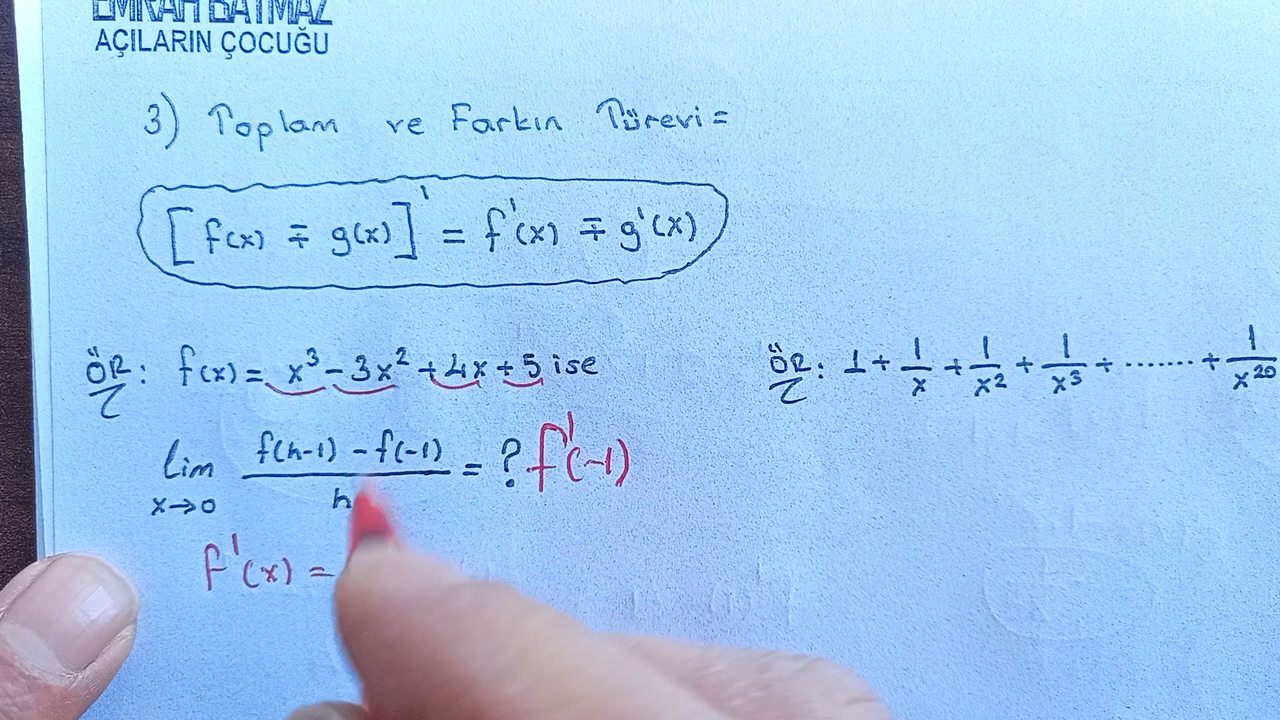 EMRAH BATMAZ
AÇILARIN ÇOCUĞU
3) Toplam ve Farkın Türevi=
[f(x) ∓ g(x)]' = f'(x) ∓ g'(x)
ÖR: f(x) = x³ - 3x² + 4x + 5 ise
lim x→0 f(h-1) - f(-1) / h = ? f'(-1)
f'(x) =
ÖR: 1 + 1/x + 1/x² + 1/x³ + ........ + 1/x²⁰